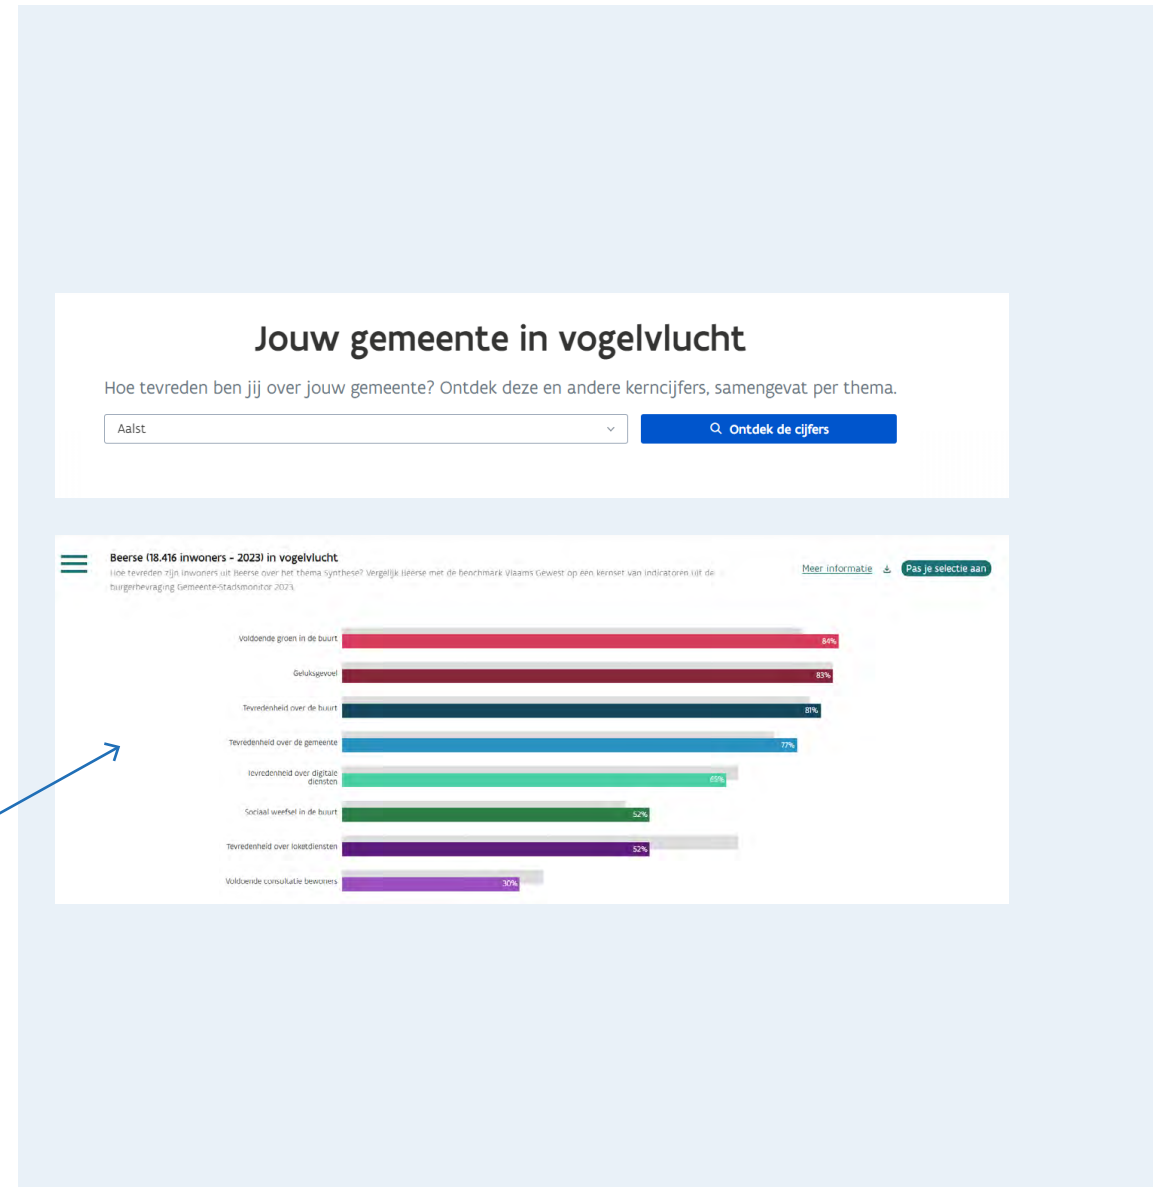 Jouw gemeente in vogelvlucht
Hoe tevreden ben jij over jouw gemeente? Ontdek deze en andere kerncijfers, samengevat per thema.
Aalst
Ontdek de cijfers
Beerse (18.416 inwoners - 2023) in vogelvlucht
Hoe tevreden zijn inwoners uit Beerse over het thema Synthese? Vergelijk Beerse met de benchmark Vlaams Gewest op een kernset van indicatoren uit de
burgerbevraging Gemeente-Stadsmonitor 2023.
Meer informatie
Pas je selectie aan
Voldoende groen in de buurt
84%
Geluksgevoel
83%
Tevredenheid over de buurt
81%
Tevredenheid over de gemeente
77%
Tevredenheid over digitale
diensten
65%
Sociaal weefsel in de buurt
52%
Tevredenheid over loketdiensten
52%
Voldoende consultatie bewoners
30%